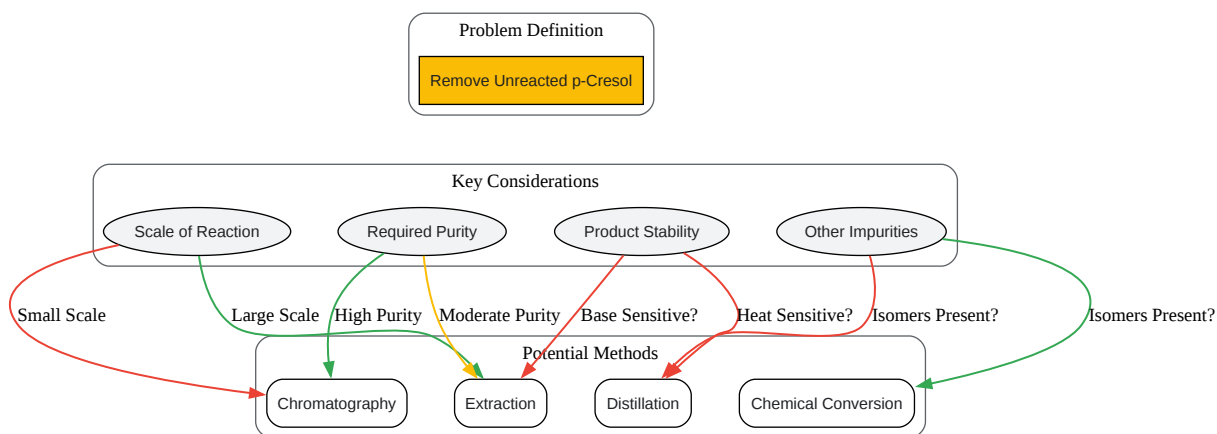 Problem Definition
Remove Unreacted p-Cresol
Key Considerations
Scale of Reaction
Required Purity
Product Stability
Other Impurities
Small Scale
Large Scale
High Purity
Moderate Purity
Base Sensitive?
Heat Sensitive?
Isomers Present?
Isomers Present?
Potential Methods
Chromatography
Extraction
Distillation
Chemical Conversion